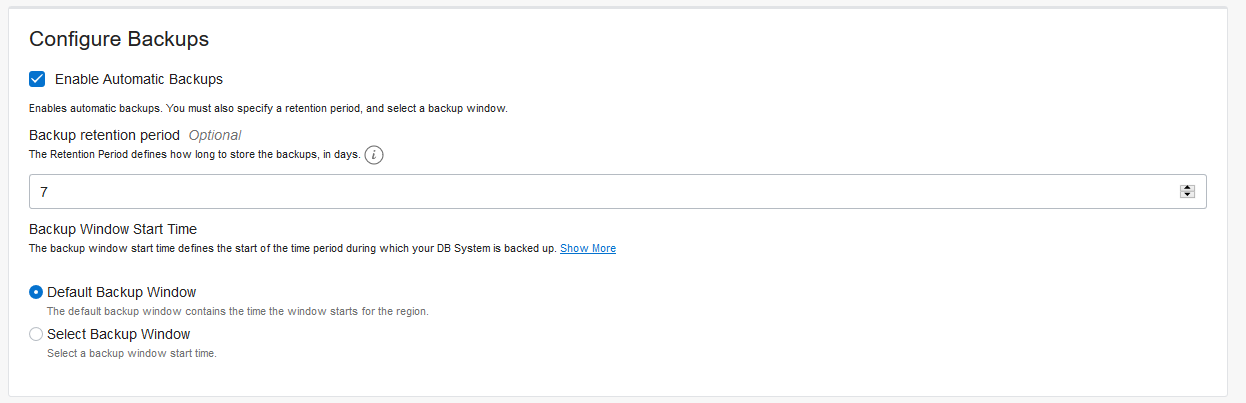 Configure Backups
Enable Automatic Backups
Enables automatic backups. You must also specify a retention period, and select a backup window.
Backup retention period Optional
The Retention Period defines how long to store the backups, in days. i
7
Backup Window Start Time
The backup window start time defines the start of the time period during which your DB System is backed up. Show More
Default Backup Window
The default backup window contains the time the window starts for the region.
Select Backup Window
Select a backup window start time.